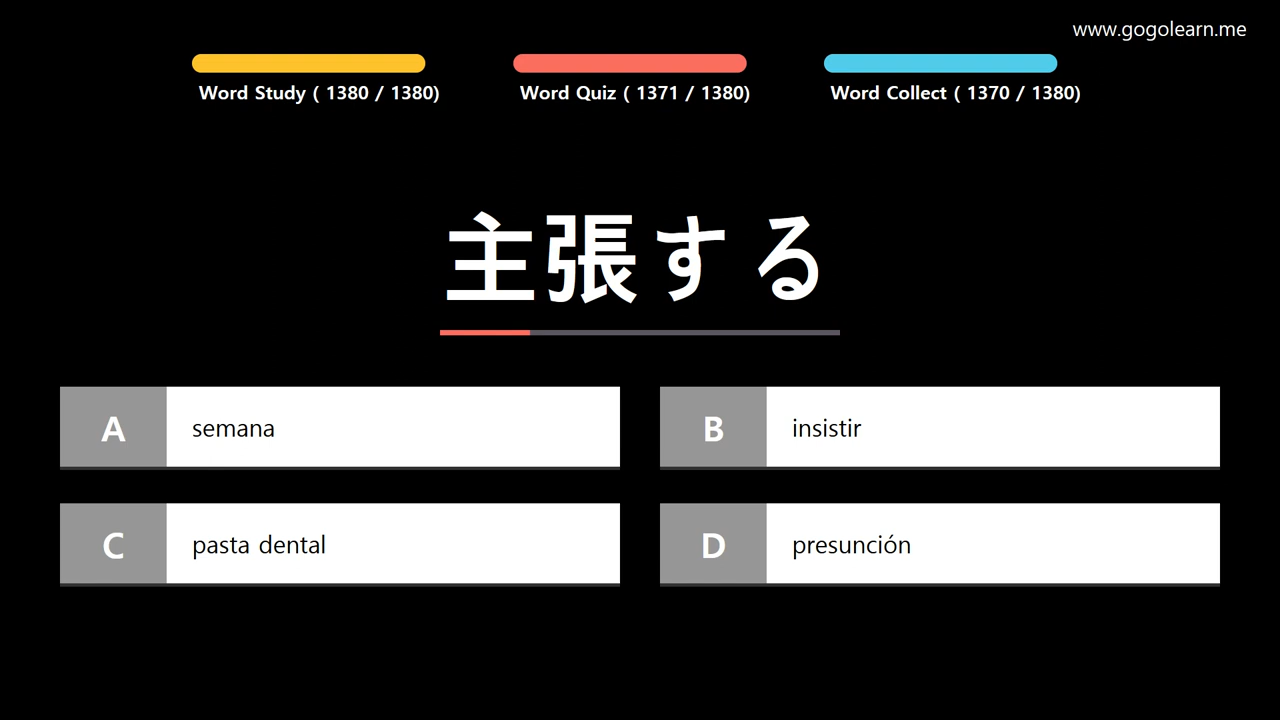 www.gogolearn.me
Word Study ( 1380 / 1380)
Word Quiz ( 1371 / 1380)
Word Collect ( 1370 / 1380)
主張する
A semana
B insistir
C pasta dental
D presunción